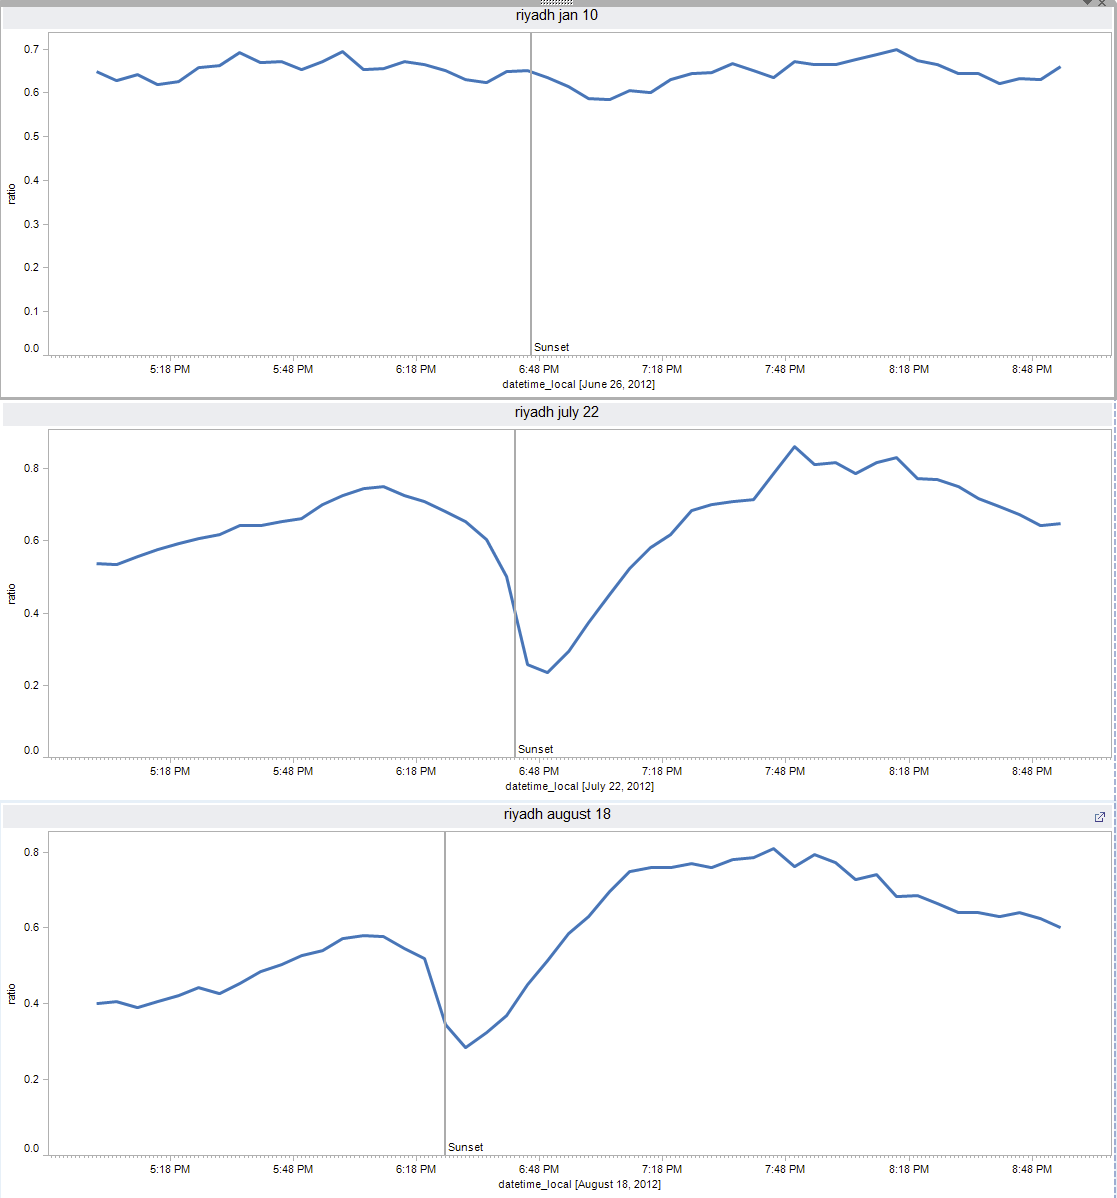 riyadh jan 10
0.7
0.6
0.5
0.4
0.3
0.2
0.1
0.0
ratio
Sunset
5:18 PM 5:48 PM 6:18 PM 6:48 PM 7:18 PM 7:48 PM 8:18 PM 8:48 PM
datetime_local [June 26, 2012]
riyadh july 22
0.8
0.6
0.4
0.2
0.0
ratio
Sunset
5:18 PM 5:48 PM 6:18 PM 6:48 PM 7:18 PM 7:48 PM 8:18 PM 8:48 PM
datetime_local [July 22, 2012]
riyadh august 18
0.8
0.6
0.4
0.2
0.0
ratio
Sunset
5:18 PM 5:48 PM 6:18 PM 6:48 PM 7:18 PM 7:48 PM 8:18 PM 8:48 PM
datetime_local [August 18, 2012]